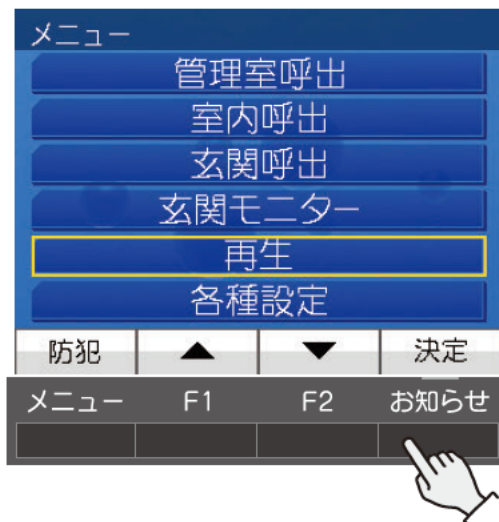 メニュー
管理室呼出
室内呼出
玄関呼出
玄関モニター
再生
各種設定
防犯 ▲ ▼ 決定
メニュー F1 F2 お知らせ